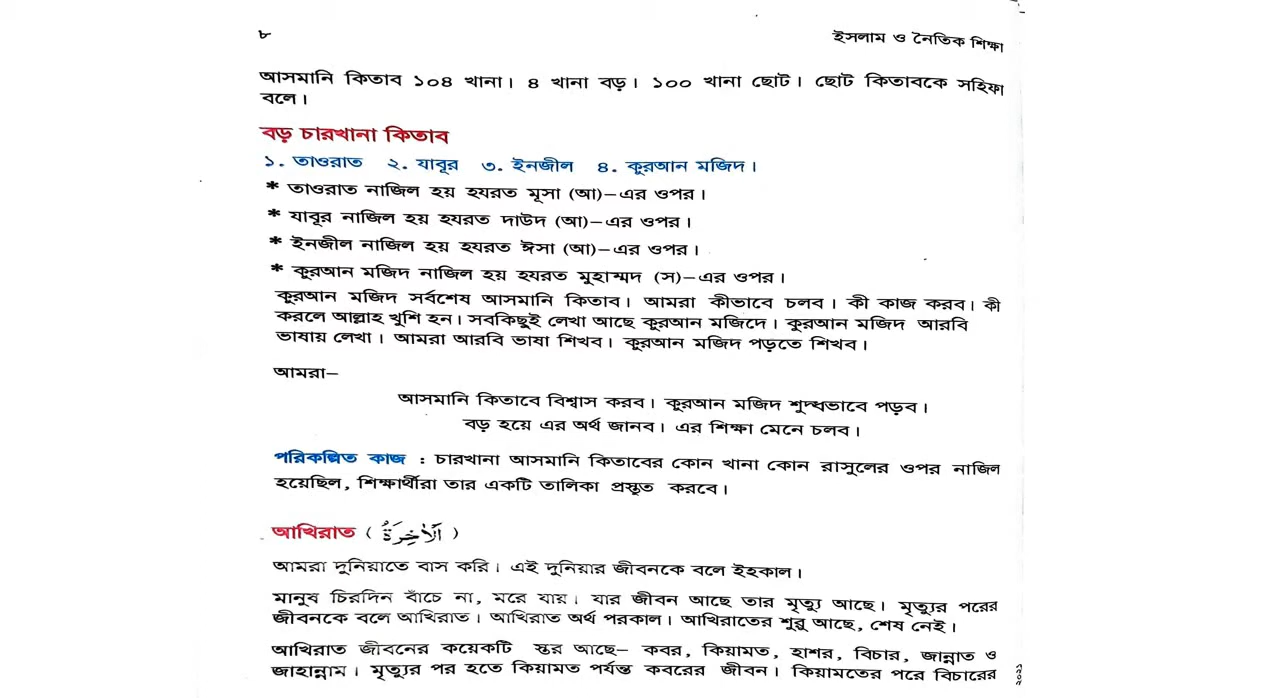 ৮
ইসলাম ও নৈতিক শিক্ষা
আসমানি কিতাব ১০৪ খানা। ৪ খানা বড়। ১০০ খানা ছোট। ছোট কিতাবকে সহিফা
বলে।
বড় চারখানা কিতাব
১. তাওরাত ২. যাবূর ৩. ইনজীল ৪. কুরআন মজিদ।
* তাওরাত নাজিল হয় হযরত মূসা (আ)–এর ওপর।
* যাবূর নাজিল হয় হযরত দাউদ (আ)–এর ওপর।
* ইনজীল নাজিল হয় হযরত ঈসা (আ)–এর ওপর।
* কুরআন মজিদ নাজিল হয় হযরত মুহাম্মদ (স)–এর ওপর।
কুরআন মজিদ সর্বশেষ আসমানি কিতাব। আমরা কীভাবে চলব। কী কাজ করব। কী
করলে আল্লাহ খুশি হন। সবকিছুই লেখা আছে কুরআন মজিদে। কুরআন মজিদ আরবি
ভাষায় লেখা। আমরা আরবি ভাষা শিখব। কুরআন মজিদ পড়তে শিখব।
আমরা–
আসমানি কিতাবে বিশ্বাস করব। কুরআন মজিদ শুদ্ধভাবে পড়ব।
বড় হয়ে এর অর্থ জানব। এর শিক্ষা মেনে চলব।
পরিকল্পিত কাজ : চারখানা আসমানি কিতাবের কোন খানা কোন রাসুলের ওপর নাজিল
হয়েছিল, শিক্ষার্থীরা তার একটি তালিকা প্রস্তুত করবে।
আখিরাত ( اَلْاٰخِرَةُ )
আমরা দুনিয়াতে বাস করি। এই দুনিয়ার জীবনকে বলে ইহকাল।
মানুষ চিরদিন বাঁচে না, মরে যায়। যার জীবন আছে তার মৃত্যু আছে। মৃত্যুর পরের
জীবনকে বলে আখিরাত। আখিরাত অর্থ পরকাল। আখিরাতের শুরু আছে, শেষ নেই।
আখিরাত জীবনের কয়েকটি স্তর আছে– কবর, কিয়ামত, হাশর, বিচার, জান্নাত ও
জাহান্নাম। মৃত্যুর পর হতে কিয়ামত পর্যন্ত কবরের জীবন। কিয়ামতের পরে বিচারের
২০২১